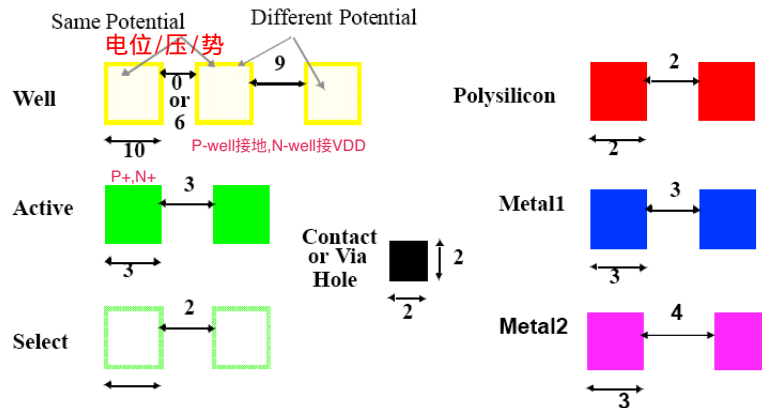 Same Potential
Different Potential
电位/压/势
Well
0
or
6
9
10
P-well接地,N-well接VDD
Polysilicon
2
2
P+,N+
Active
3
3
Metal1
3
3
Contact
or Via
Hole
2
2
Select
2
Metal2
4
3